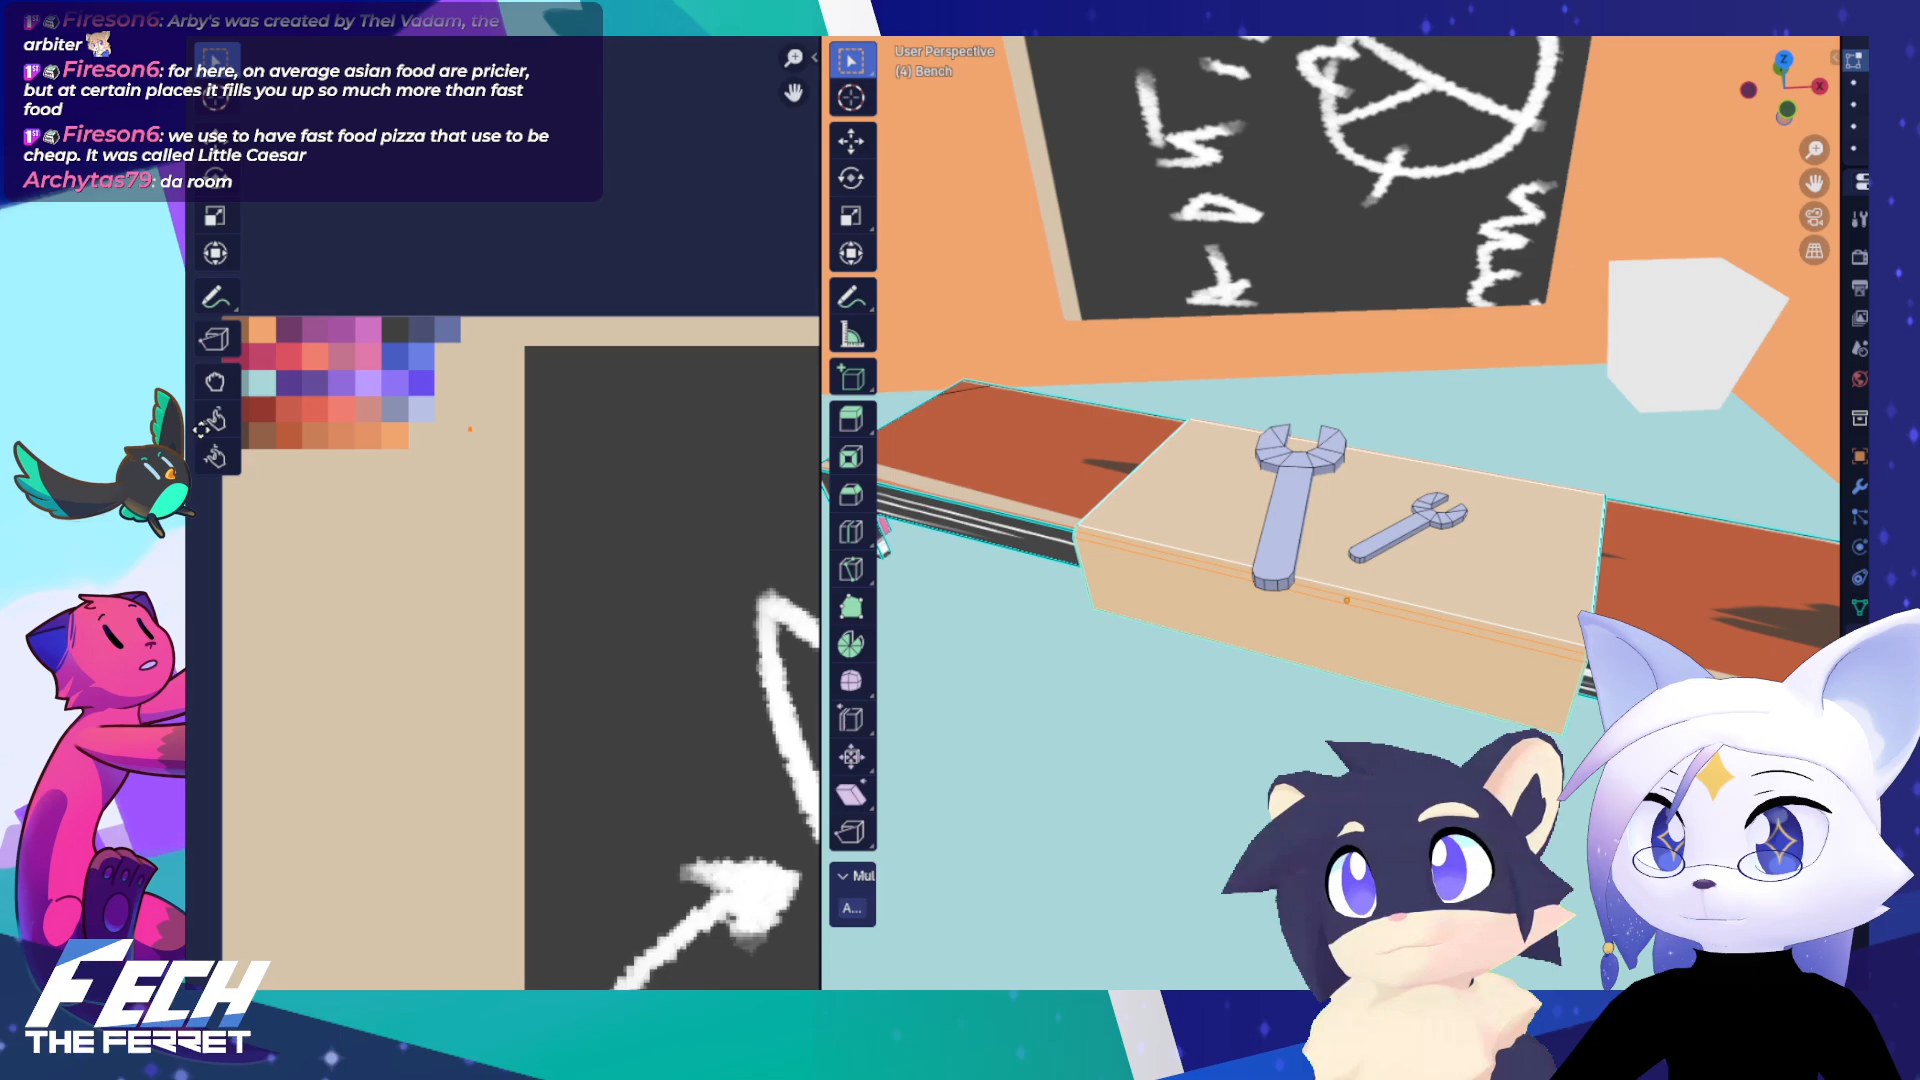 Fireson6: Arby's was created by Thel Vadam, the
arbiter
Fireson6: for here, on average asian food are pricier,
but at certain places it fills you up so much more than fast
food
Fireson6: we use to have fast food pizza that use to be
cheap. It was called Little Caesar
Archytas79: da room
User Perspective
(4) Bench
Z
X
Mul
A...
FECH
THE FERRET